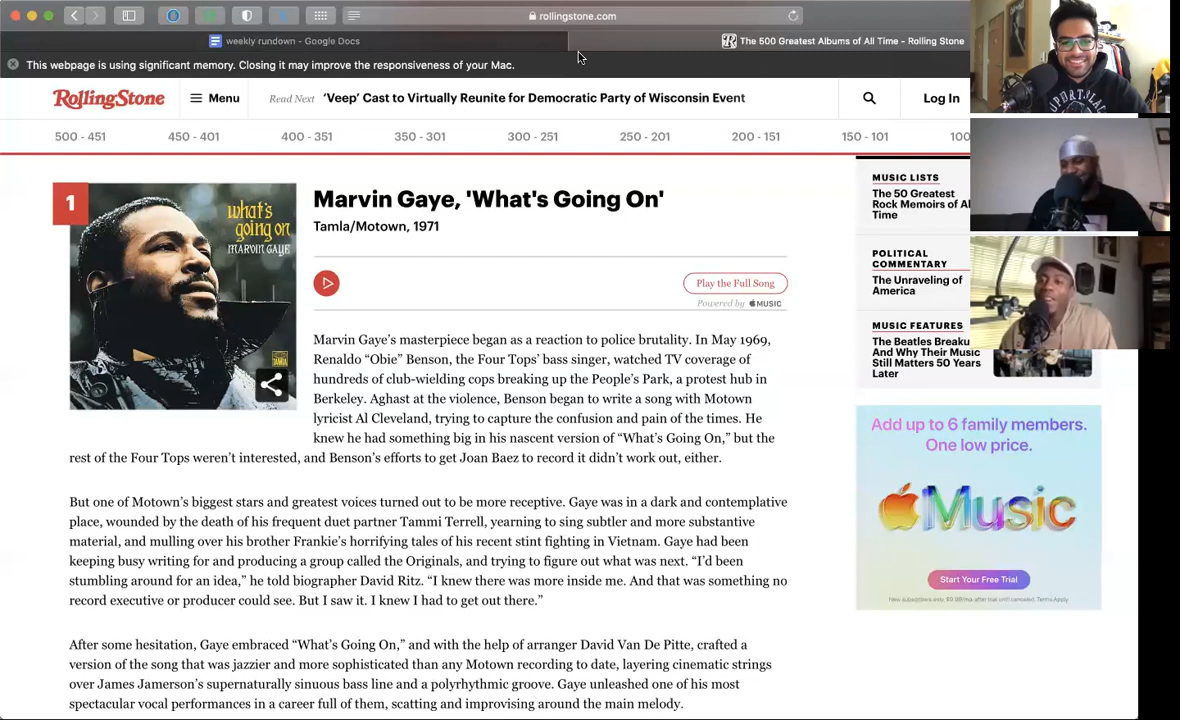 rollingstone.com
weekly rundown - Google Docs
The 500 Greatest Albums of All Time - Rolling Stone
This webpage is using significant memory. Closing it may improve the responsiveness of your Mac.
RollingStone
Menu
Read Next 'Veep' Cast to Virtually Reunite for Democratic Party of Wisconsin Event
Log In
500 - 451 450 - 401 400 - 351 350 - 301 300 - 251 250 - 201 200 - 151 150 - 101 100
1
what's
going on
MARVIN GAYE
TAMLA
Marvin Gaye, 'What's Going On'
Tamla/Motown, 1971
Play the Full Song
Powered by MUSIC
Marvin Gaye's masterpiece began as a reaction to police brutality. In May 1969,
Renaldo “Obie” Benson, the Four Tops' bass singer, watched TV coverage of
hundreds of club-wielding cops breaking up the People's Park, a protest hub in
Berkeley. Aghast at the violence, Benson began to write a song with Motown
lyricist Al Cleveland, trying to capture the confusion and pain of the times. He
knew he had something big in his nascent version of “What's Going On,” but the
rest of the Four Tops weren't interested, and Benson's efforts to get Joan Baez to record it didn't work out, either.
But one of Motown's biggest stars and greatest voices turned out to be more receptive. Gaye was in a dark and contemplative
place, wounded by the death of his frequent duet partner Tammi Terrell, yearning to sing subtler and more substantive
material, and mulling over his brother Frankie's horrifying tales of his recent stint fighting in Vietnam. Gaye had been
keeping busy writing for and producing a group called the Originals, and trying to figure out what was next. “I'd been
stumbling around for an idea,” he told biographer David Ritz. “I knew there was more inside me. And that was something no
record executive or producer could see. But I saw it. I knew I had to get out there.”
After some hesitation, Gaye embraced “What's Going On,” and with the help of arranger David Van De Pitte, crafted a
version of the song that was jazzier and more sophisticated than any Motown recording to date, layering cinematic strings
over James Jamerson's supernaturally sinuous bass line and a polyrhythmic groove. Gaye unleashed one of his most
spectacular vocal performances in a career full of them, scatting and improvising around the main melody.
MUSIC LISTS
The 50 Greatest
Rock Memoirs of Al
Time
POLITICAL
COMMENTARY
The Unraveling of
America
MUSIC FEATURES
The Beatles Breaku
And Why Their Music
Still Matters 50 Years
Later
Add up to 6 family members.
One low price.
Music
Start Your Free Trial